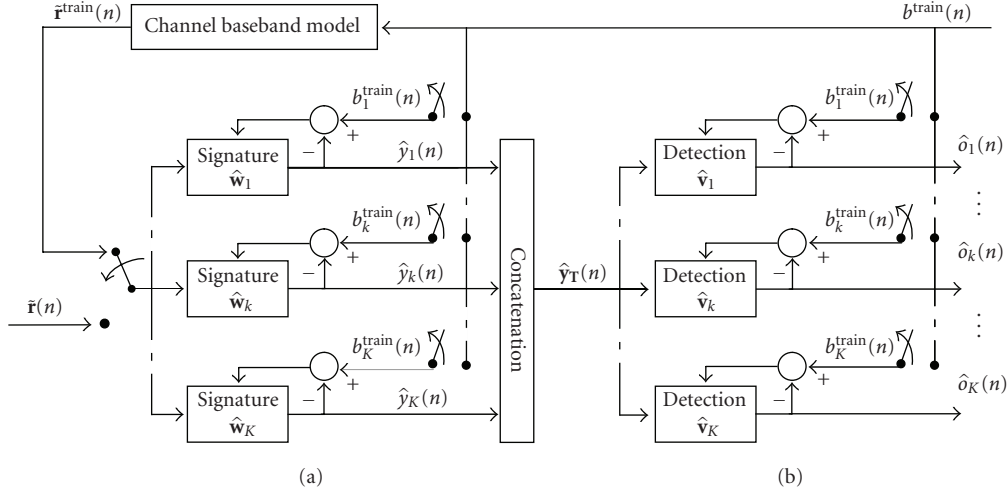 r̃^train(n)
Channel baseband model
b^train(n)
b_1^train(n)
b_1^train(n)
+
+
Signature
ŵ_1
−
ŷ_1(n)
Detection
v̂_1
−
ô_1(n)
⋮
b_k^train(n)
b_k^train(n)
+
+
Signature
ŵ_k
−
ŷ_k(n)
Concatenation
ŷ_T(n)
Detection
v̂_k
−
ô_k(n)
r̃(n)
⋮
b_K^train(n)
b_K^train(n)
+
+
Signature
ŵ_K
−
ŷ_K(n)
Detection
v̂_K
−
ô_K(n)
(a)
(b)